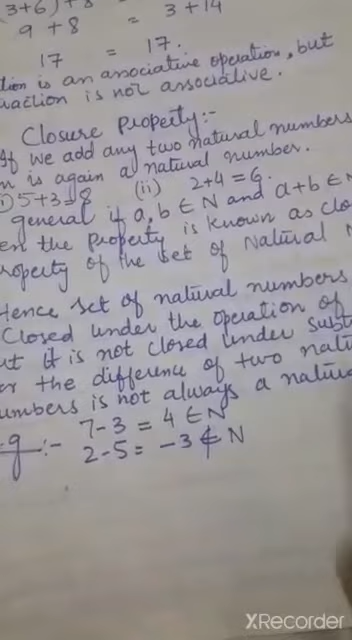 (3+6)+8 = 3+14
9 + 8
17 = 17.
is an associative operation, but
is not associative.
Closure Property:-
If we add any two natural numbers
is again a natural number.
(i) 5+3=8 (ii) 2+4=6.
general if a, b ∈ N and a+b ∈ N
the property is known as
of the set of Natural
Hence set of natural numbers
closed under the operation of
it is not closed under
the difference of two
is not always a
e.g:- 7-3 = 4 ∈ N
2-5 = -3 ∉ N
XRecorder